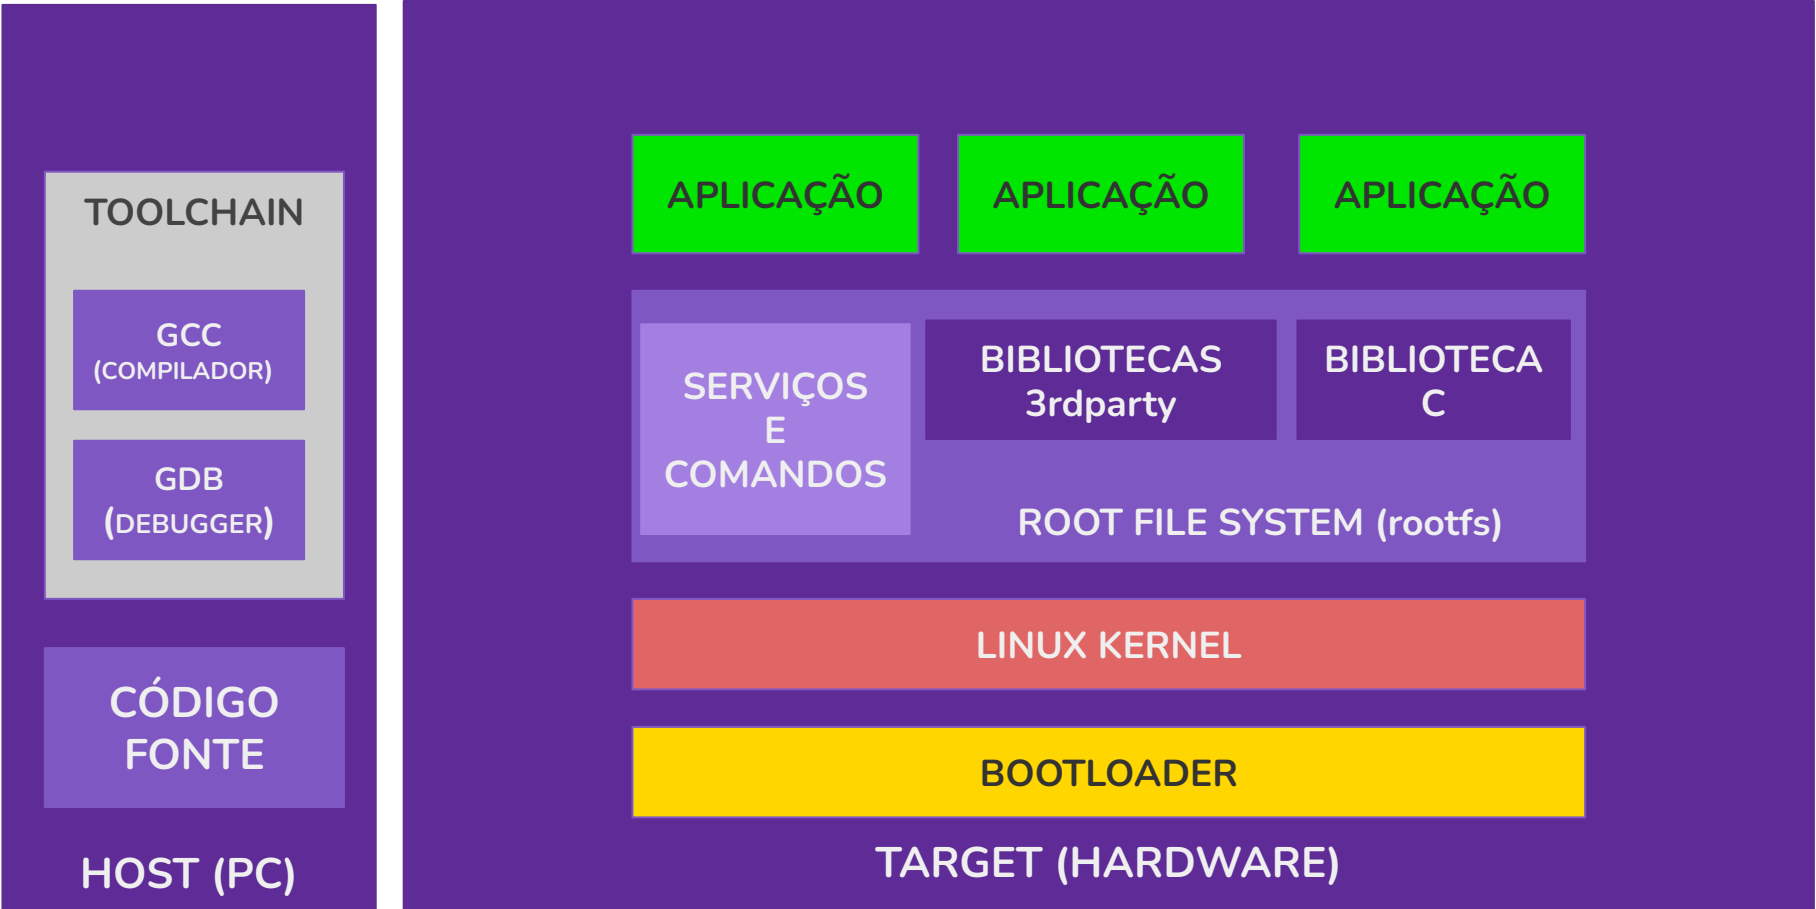 TOOLCHAIN
GCC
(COMPILADOR)
GDB
(DEBUGGER)
CÓDIGO
FONTE
HOST (PC)
APLICAÇÃO
APLICAÇÃO
APLICAÇÃO
SERVIÇOS
E
COMANDOS
BIBLIOTECAS
3rdparty
BIBLIOTECA
C
ROOT FILE SYSTEM (rootfs)
LINUX KERNEL
BOOTLOADER
TARGET (HARDWARE)